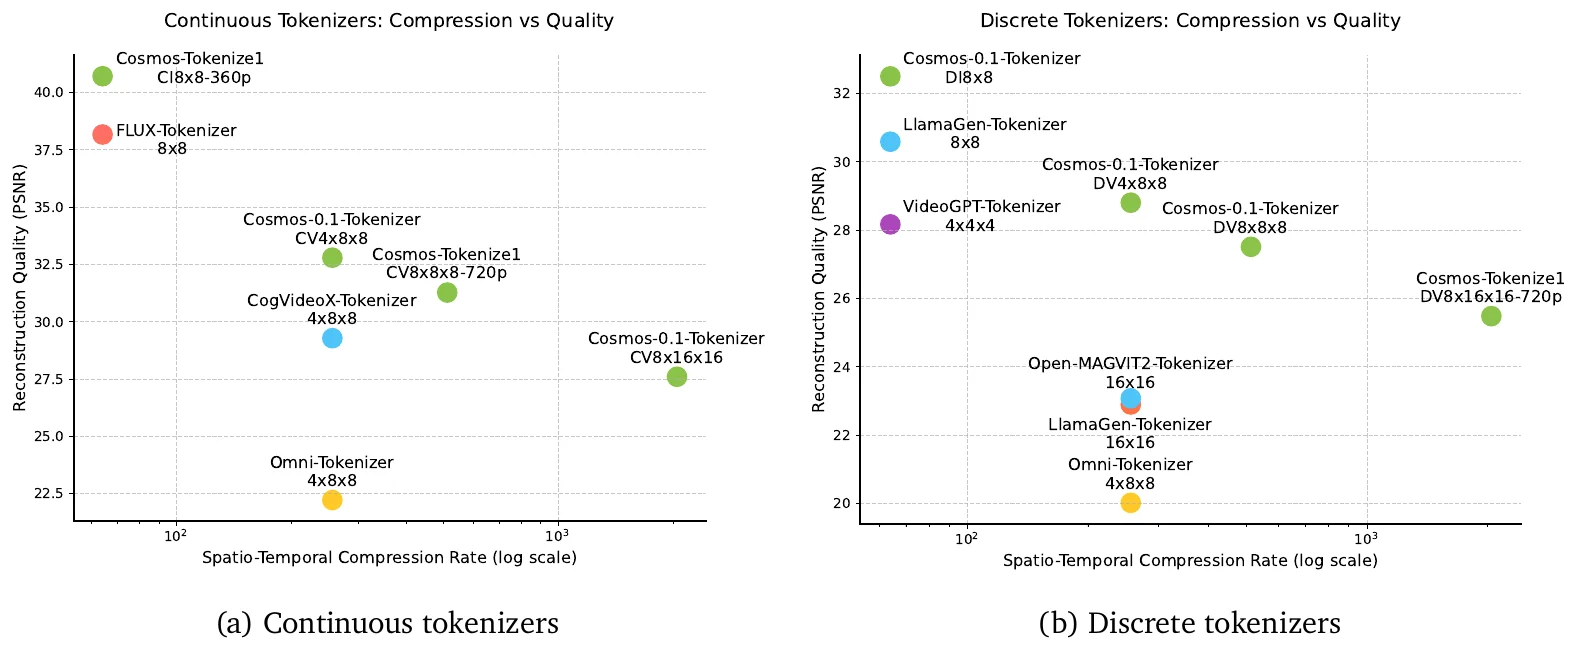 Continuous Tokenizers: Compression vs Quality
Cosmos-Tokenize1
CI8x8-360p
FLUX-Tokenizer
8x8
Cosmos-0.1-Tokenizer
CV4x8x8
Cosmos-Tokenize1
CV8x8x8-720p
CogVideoX-Tokenizer
4x8x8
Cosmos-0.1-Tokenizer
CV8x16x16
Omni-Tokenizer
4x8x8
Reconstruction Quality (PSNR)
40.0
37.5
35.0
32.5
30.0
27.5
25.0
22.5
10²
10³
Spatio-Temporal Compression Rate (log scale)
(a) Continuous tokenizers
Discrete Tokenizers: Compression vs Quality
Cosmos-0.1-Tokenizer
DI8x8
LlamaGen-Tokenizer
8x8
Cosmos-0.1-Tokenizer
DV4x8x8
VideoGPT-Tokenizer
4x4x4
Cosmos-0.1-Tokenizer
DV8x8x8
Cosmos-Tokenize1
DV8x16x16-720p
Open-MAGVIT2-Tokenizer
16x16
LlamaGen-Tokenizer
16x16
Omni-Tokenizer
4x8x8
Reconstruction Quality (PSNR)
32
30
28
26
24
22
20
10²
10³
Spatio-Temporal Compression Rate (log scale)
(b) Discrete tokenizers